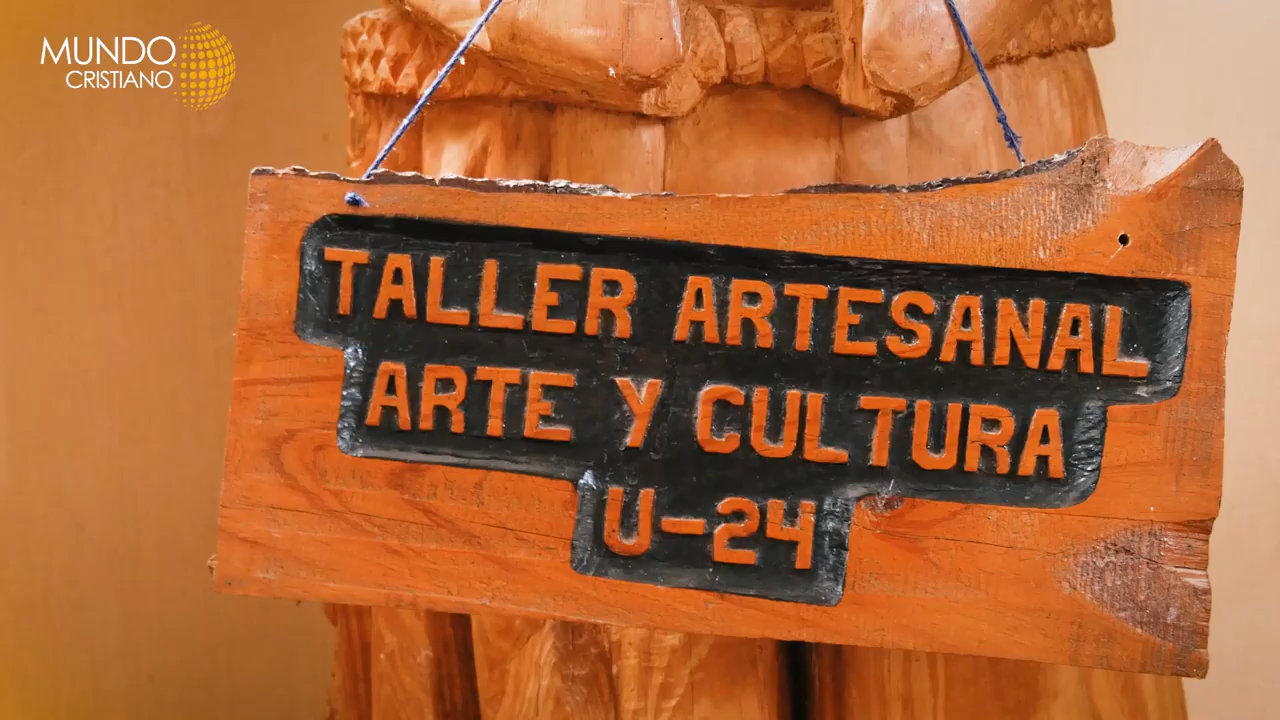 MUNDO
CRISTIANO
TALLER ARTESANAL
ARTE Y CULTURA
U-24